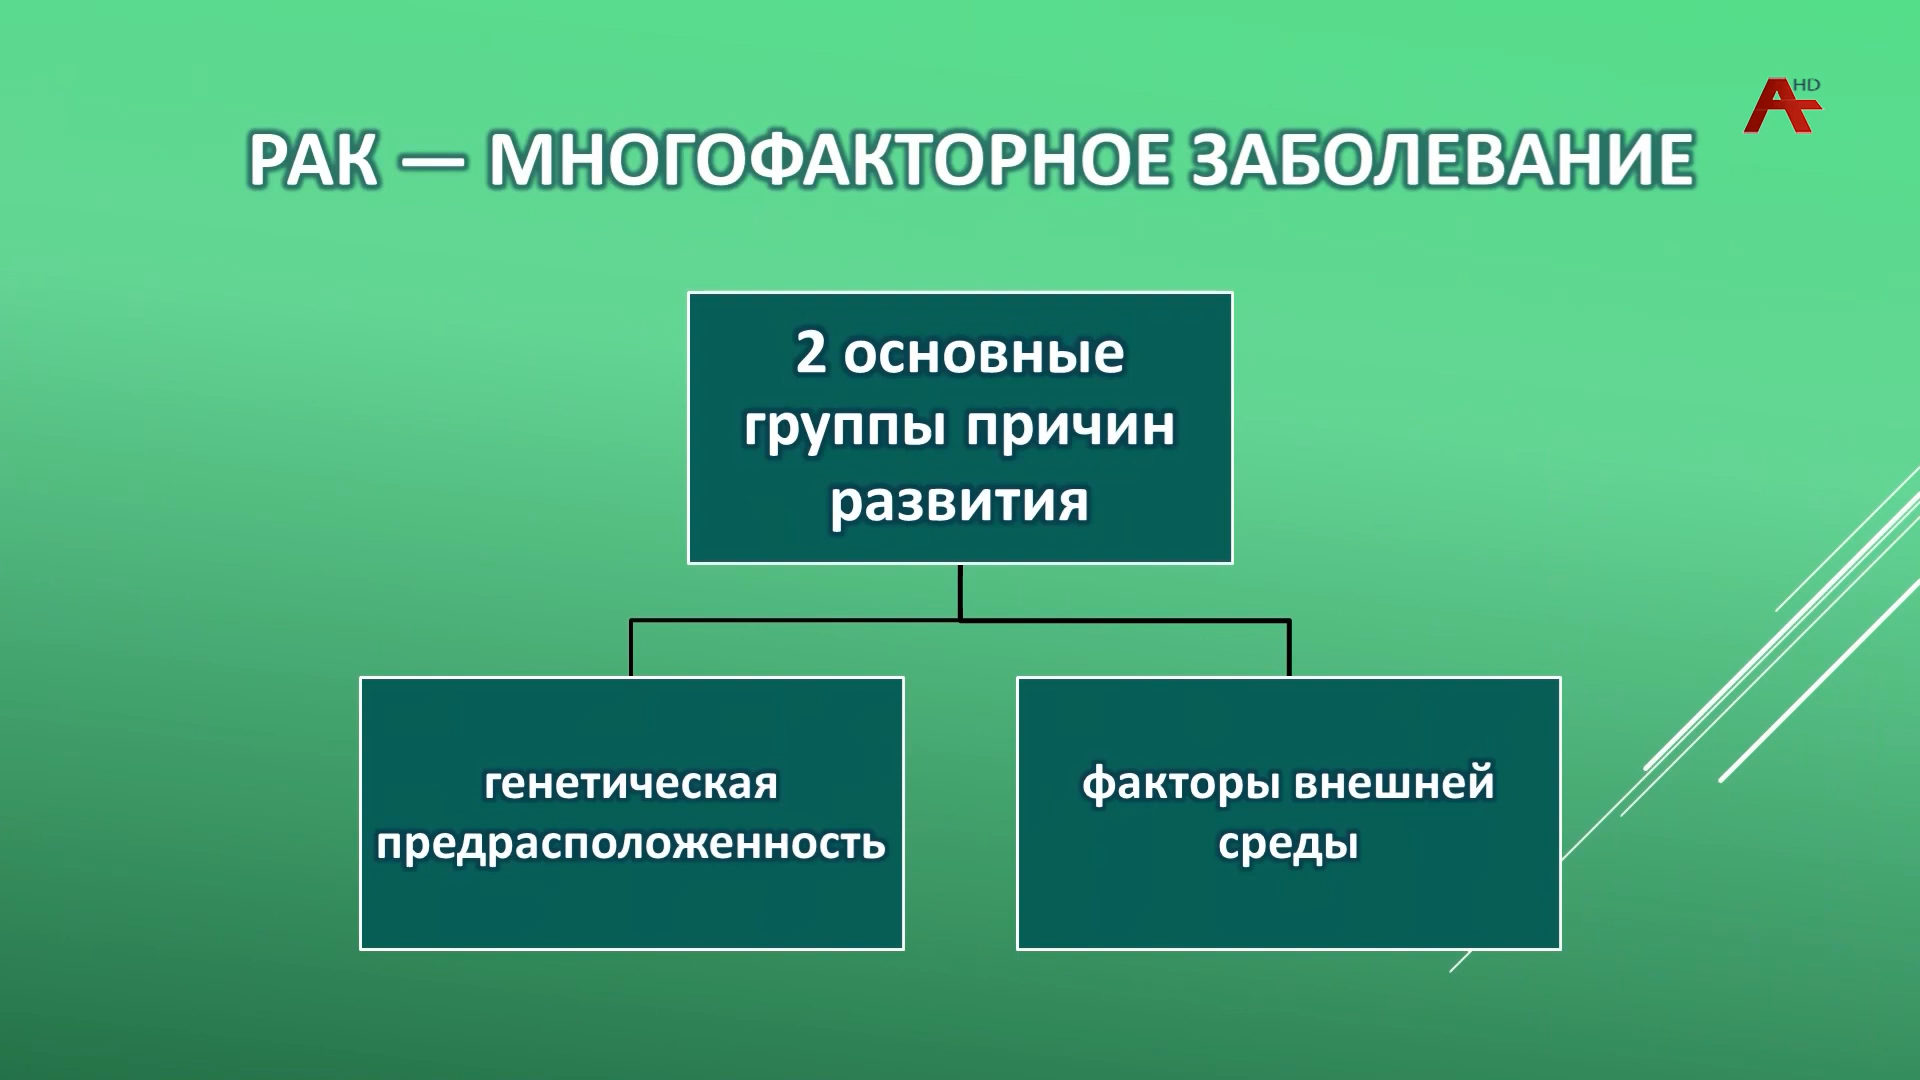 HD
РАК — МНОГОФАКТОРНОЕ ЗАБОЛЕВАНИЕ
2 основные
группы причин
развития
генетическая
предрасположенность
факторы внешней
среды